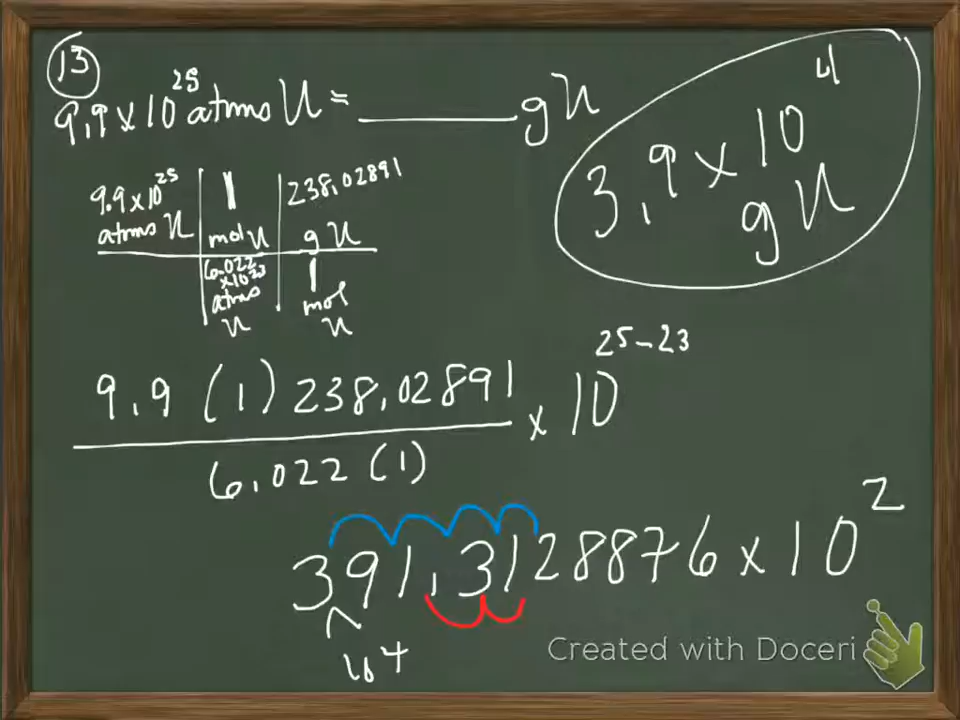 13
9.9 x 10^25 atoms U = ______ g U
3.9 x 10^4
g U
9.9 x 10^25 | 1 | 238.02891
atoms U | mol U | g U
6.022 | 1
x 10^23 | mol
atoms | U
U
25-23
9.9 (1) 238.02891 x 10
6.022 (1)
391.3128876 x 10^2
Created with Doceri